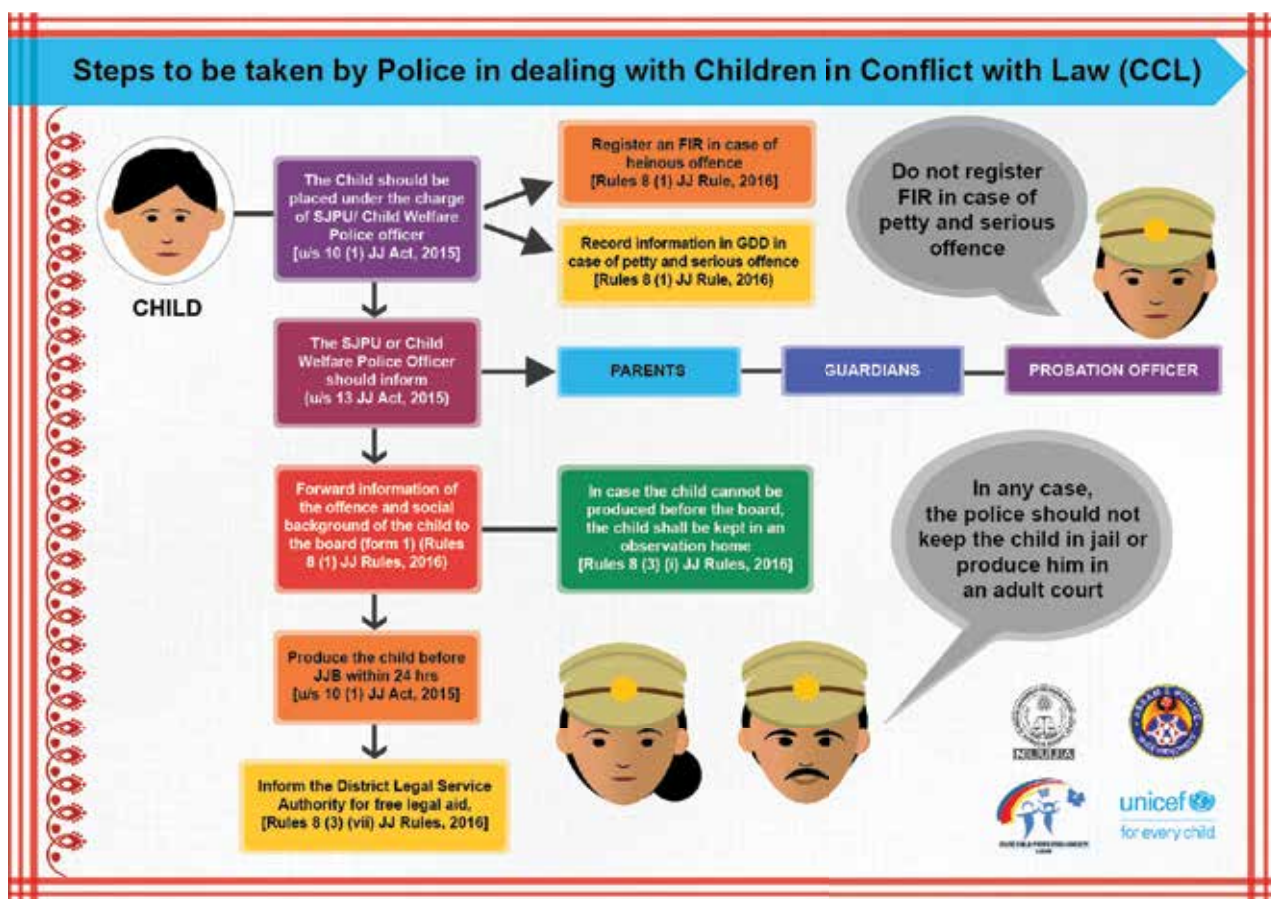 Steps to be taken by Police in dealing with Children in Conflict with Law (CCL)
CHILD
The Child should be
placed under the charge
of SJPU/ Child Welfare
Police officer
[u/s 10 (1) JJ Act, 2015]
Register an FIR in case of
heinous offence
[Rules 8 (1) JJ Rule, 2016]
Record information in GDD in
case of petty and serious offence
[Rules 8 (1) JJ Rule, 2016)
Do not register
FIR in case of
petty and serious
offence
The SJPU or Child
Welfare Police Officer
should inform
(u/s 13 JJ Act, 2015)
PARENTS
GUARDIANS
PROBATION OFFICER
Forward information of
the offence and social
background of the child to
the board (form 1) (Rules
8 (1) JJ Rules, 2016)
In case the child cannot be
produced before the board,
the child shall be kept in an
observation home
[Rules 8 (3) (i) JJ Rules, 2016]
In any case,
the police should not
keep the child in jail or
produce him in
an adult court
Produce the child before
JJB within 24 hrs
[u/s 10 (1) JJ Act, 2015]
Inform the District Legal Service
Authority for free legal aid,
[Rules 8 (3) (vii) JJ Rules, 2016]
NLUJA
ASSAM POLICE
unicef
for every child